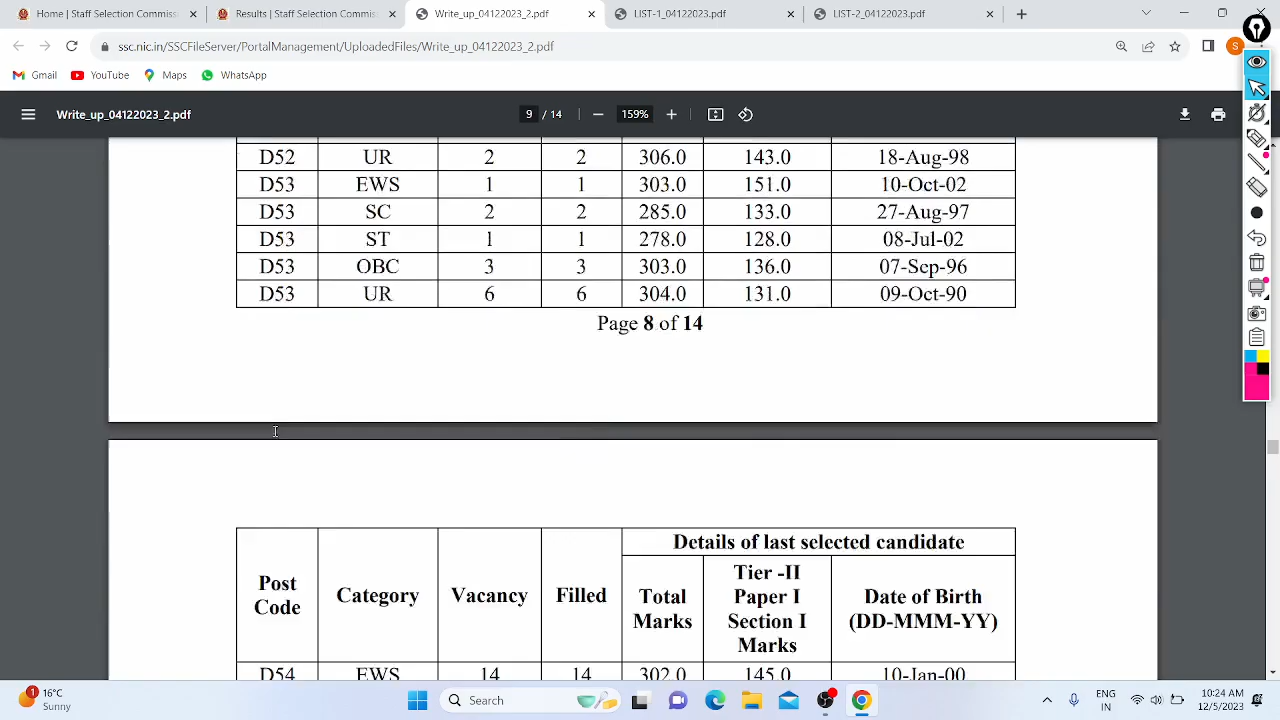 Home | Staff Selection Commiss
Results | Staff Selection Commiss
Write_up_04122023_2.pdf
LIST-1_04122023.pdf
LIST-2_04122023.pdf
ssc.nic.in/SSCFileServer/PortalManagement/UploadedFiles/Write_up_04122023_2.
S
Gmail
YouTube
Maps
WhatsApp
Write_up_04122023_2.pdf
9 / 14
159%
D52 UR 2 2 306.0 143.0 18-Aug-98
D53 EWS 1 1 303.0 151.0 10-Oct-02
D53 SC 2 2 285.0 133.0 27-Aug-97
D53 ST 1 1 278.0 128.0 08-Jul-02
D53 OBC 3 3 303.0 136.0 07-Sep-96
D53 UR 6 6 304.0 131.0 09-Oct-90
Page 8 of 14
Details of last selected candidate
Post Code
Category
Vacancy
Filled
Total Marks
Tier -II
Paper I
Section I
Marks
Date of Birth
(DD-MMM-YY)
D54 EWS 14 14 302.0 145.0 10-Jan-00
1
16°C
Sunny
Search
ENG
IN
10:24 AM
12/5/2023